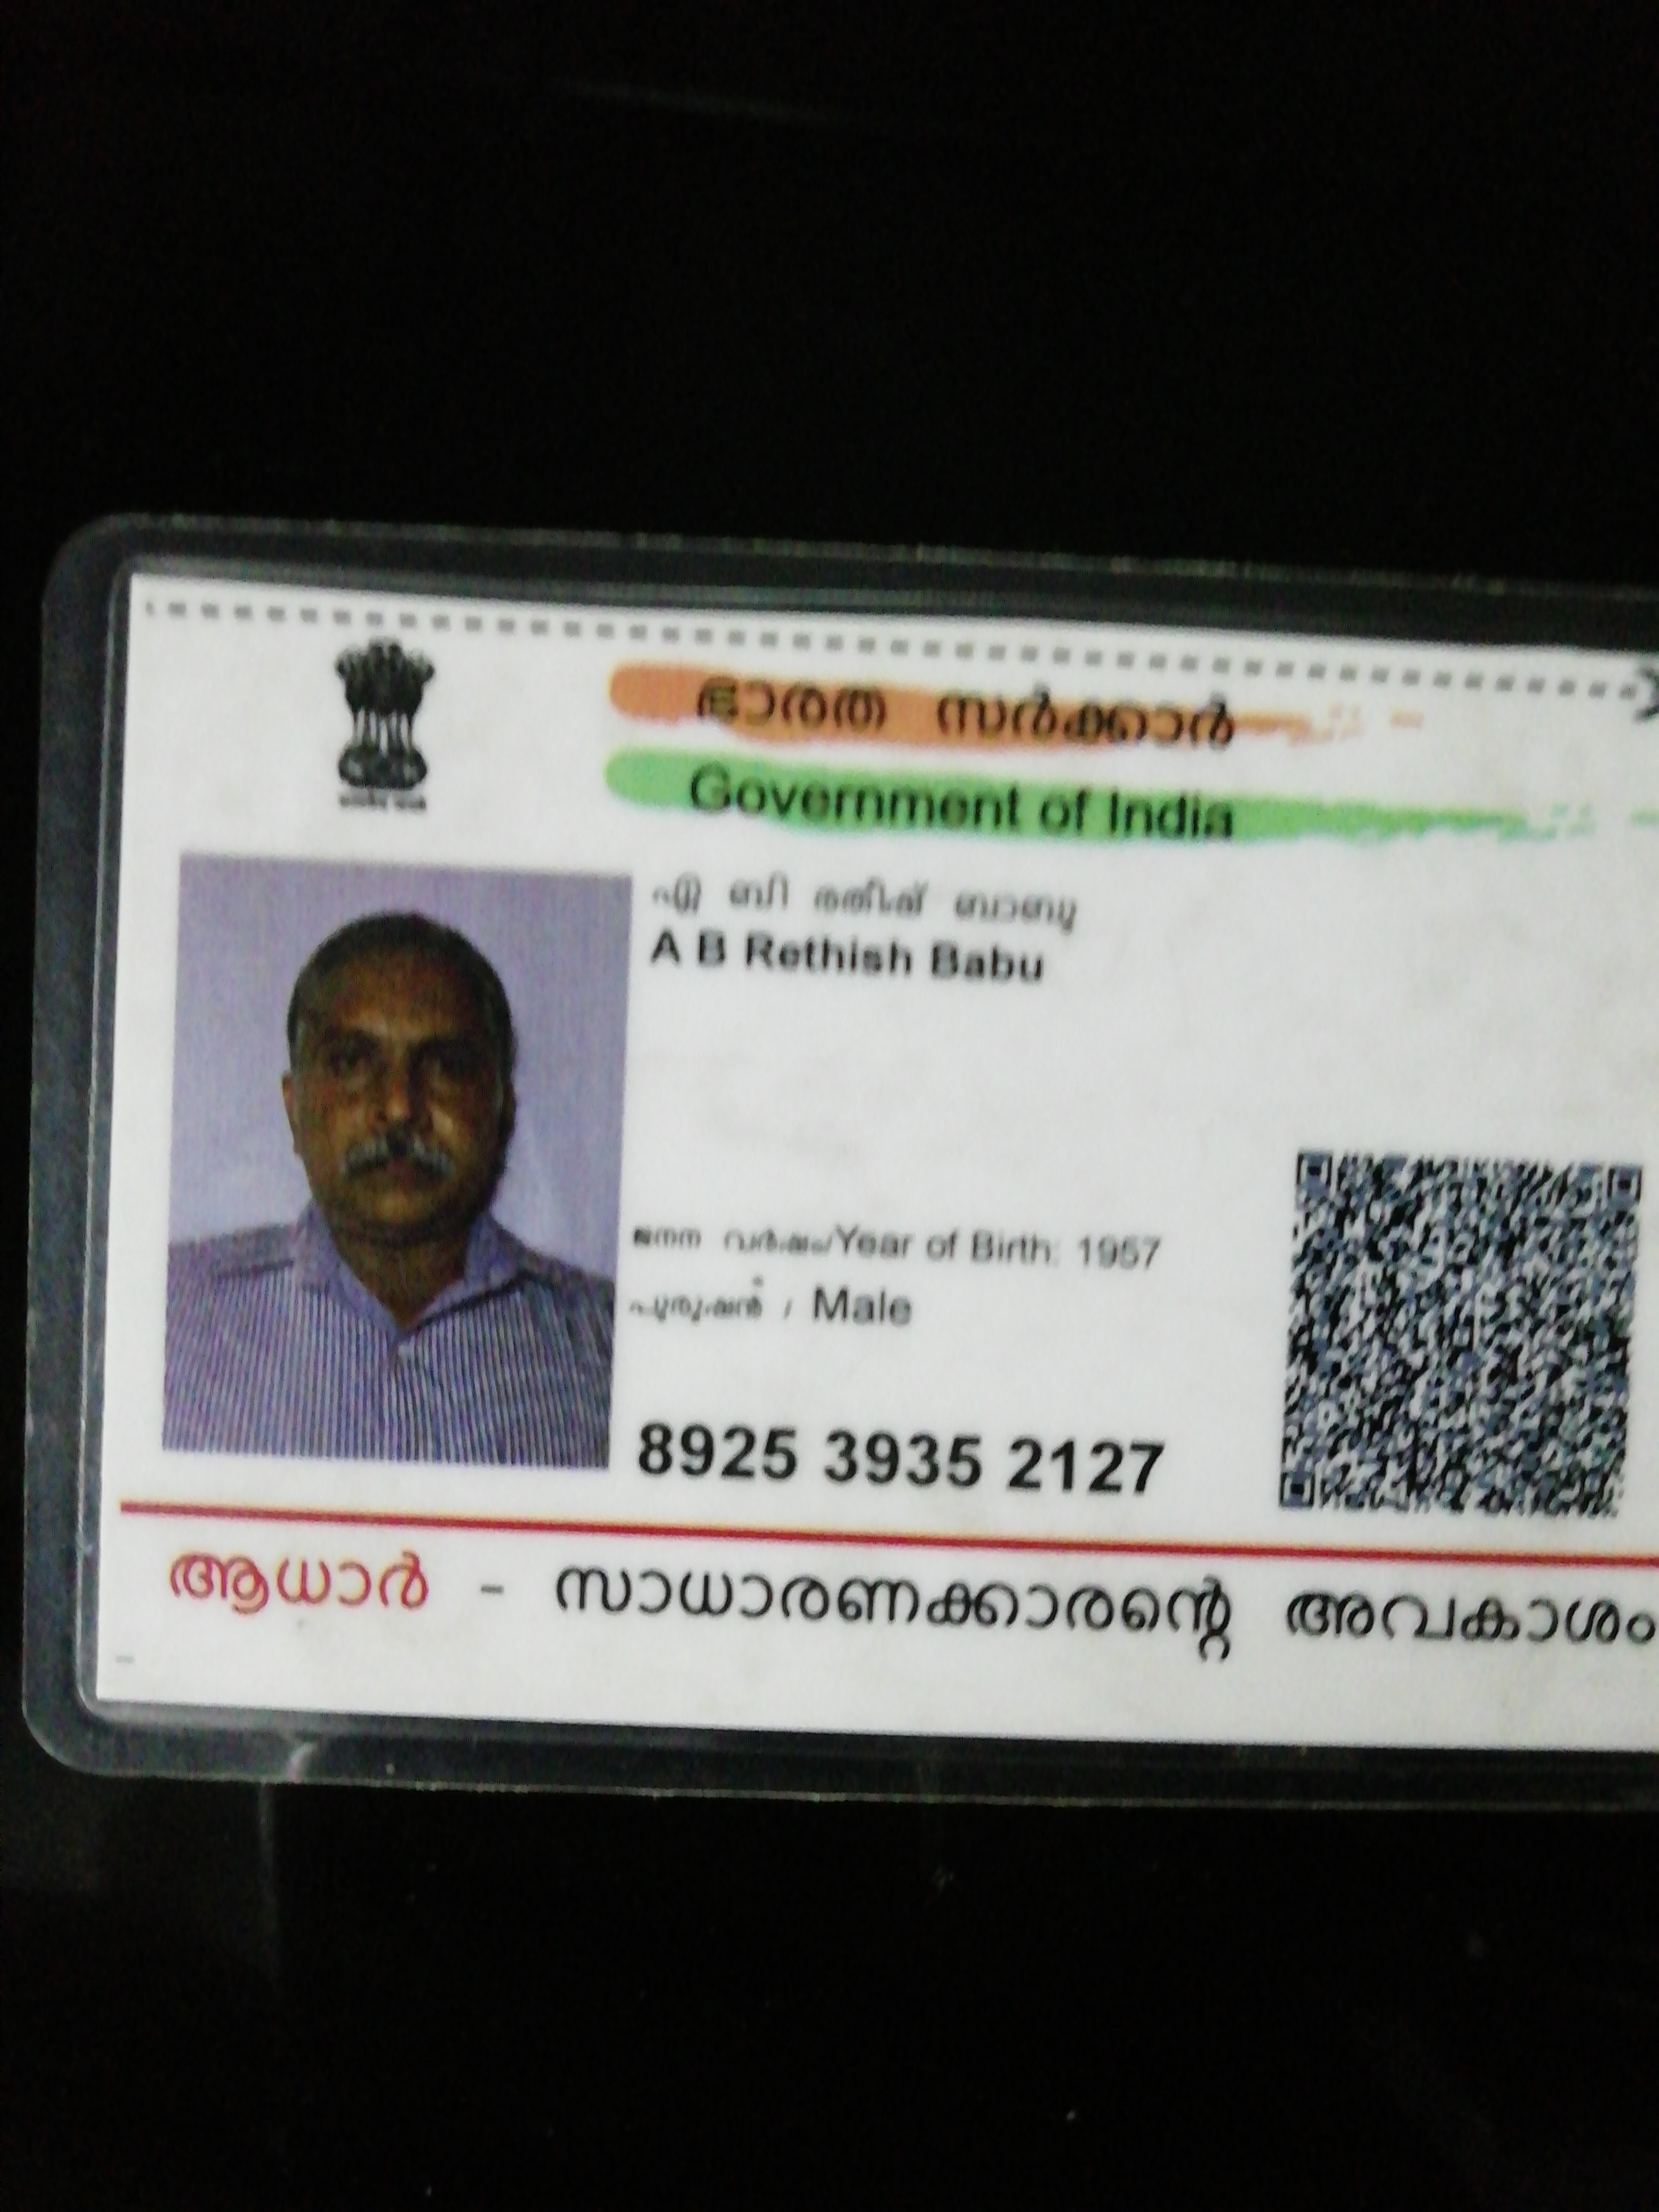 ഭാരത സർക്കാർ
Government of India
എ ബി രതീഷ് ബാബു
A B Rethish Babu
ജനന വർഷം/Year of Birth: 1957
പുരുഷൻ / Male
8925 3935 2127
ആധാർ - സാധാരണക്കാരന്റെ അവകാശം